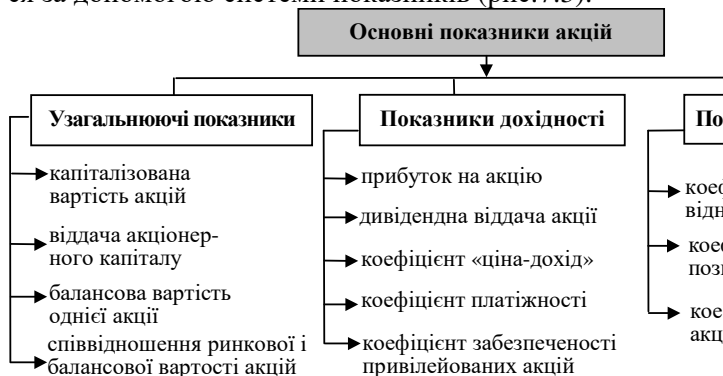 ся за допомогою системи показників (рис.7.3).
Основні показники акцій
Узагальнюючі показники
капіталізована
вартість акцій
віддача акціонер-
ного капіталу
балансова вартість
однієї акції
співвідношення ринкової і
балансової вартості акцій
Показники дохідності
прибуток на акцію
дивідендна віддача акції
коефіцієнт «ціна-дохід»
коефіцієнт платіжності
коефіцієнт забезпеченості
привілейованих акцій